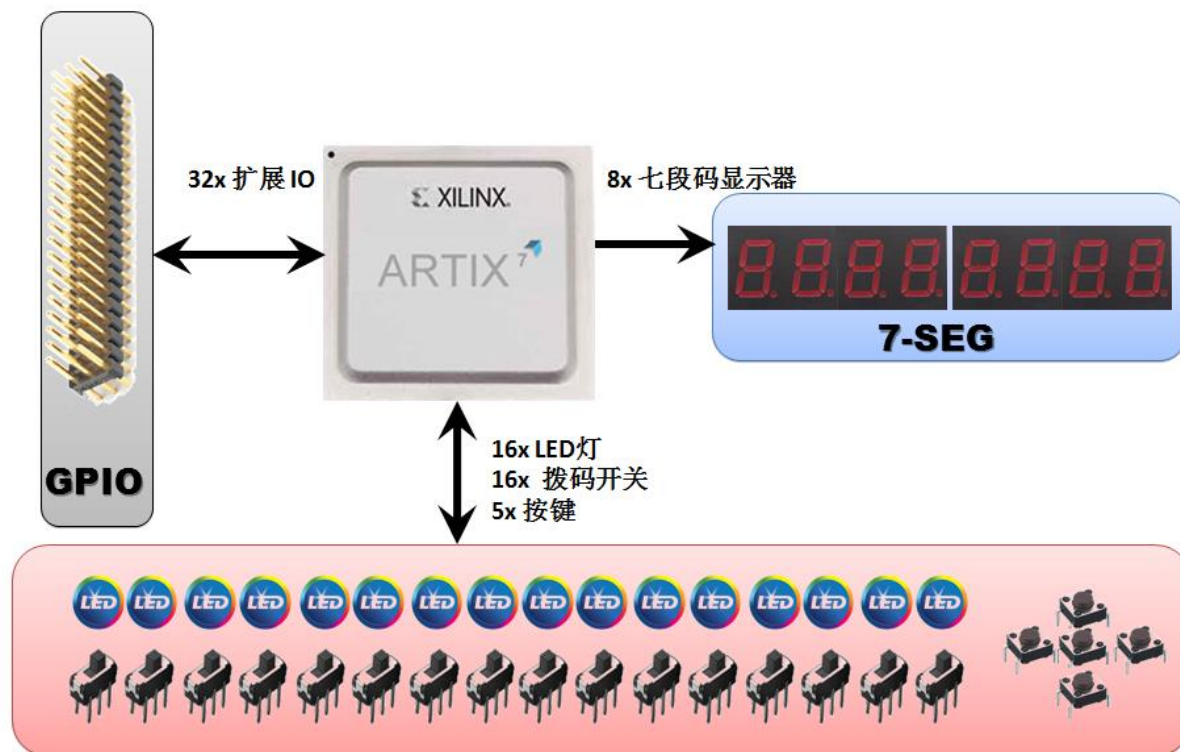 32x 扩展 IO
XILINX.
ARTIX 7
8x 七段码显示器
7-SEG
GPIO
16x LED灯
16x 拨码开关
5x 按键
LED LED LED LED LED LED LED LED LED LED LED LED LED LED LED LED